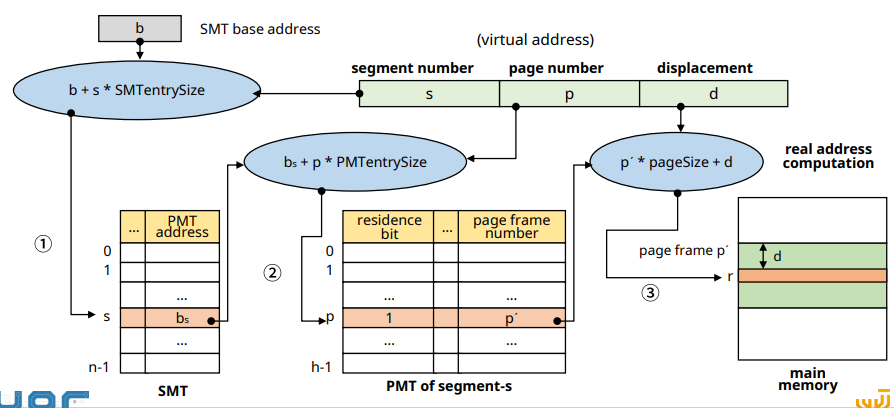 b
SMT base address
(virtual address)
segment number
page number
displacement
s
p
d
b + s * SMTentrySize
bs + p * PMTentrySize
p´ * pageSize + d
real address
computation
①
...
PMT
address
0
1
...
s
bs
...
n-1
SMT
②
residence
bit
...
page frame
number
0
1
...
...
p
1
p´
...
...
h-1
PMT of segment-s
page frame p´
d
③
r
main
memory